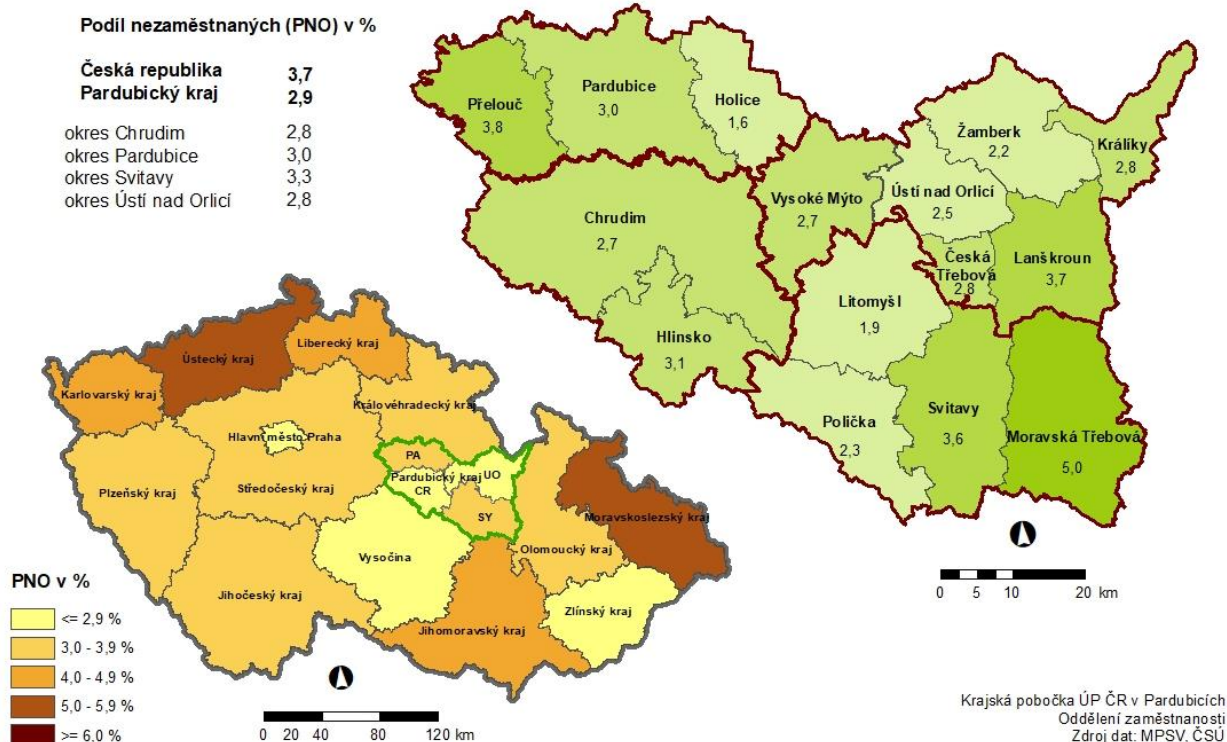 Podíl nezaměstnaných (PNO) v %
Česká republika 3,7
Pardubický kraj 2,9
okres Chrudim 2,8
okres Pardubice 3,0
okres Svitavy 3,3
okres Ústí nad Orlicí 2,8
Přelouč
3,8
Pardubice
3,0
Holice
1,6
Žamberk
2,2
Králíky
2,8
Vysoké Mýto
2,7
Ústí nad Orlicí
2,5
Chrudim
2,7
Česká
Třebová
2,8
Lanškroun
3,7
Litomyšl
1,9
Hlinsko
3,1
Polička
2,3
Svitavy
3,6
Moravská Třebová
5,0
0 5 10 20 km
Ústecký kraj
Liberecký kraj
Karlovarský kraj
Královéhradecký kraj
Hlavní město Praha
PA
Pardubický kraj
UO
CR
Plzeňský kraj
Středočeský kraj
SY
Moravskoslezský kraj
Vysočina
Olomoucký kraj
Jihočeský kraj
Zlínský kraj
Jihomoravský kraj
PNO v %
<= 2,9 %
3,0 - 3,9 %
4,0 - 4,9 %
5,0 - 5,9 %
>= 6,0 %
0 20 40 80 120 km
Krajská pobočka ÚP ČR v Pardubicích
Oddělení zaměstnanosti
Zdroj dat: MPSV, ČSÚ